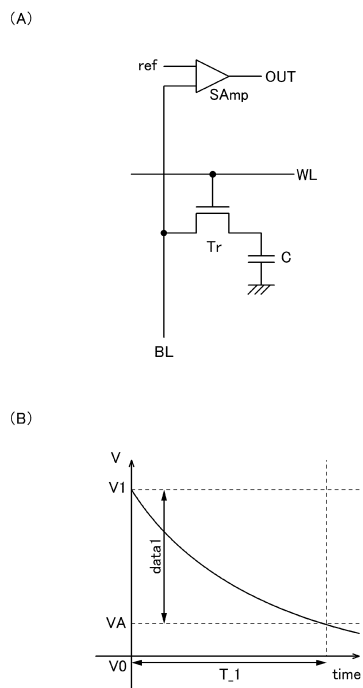 (A)
ref
OUT
SAmp
WL
Tr
C
BL
(B)
V
V1
data1
VA
V0
T_1
time